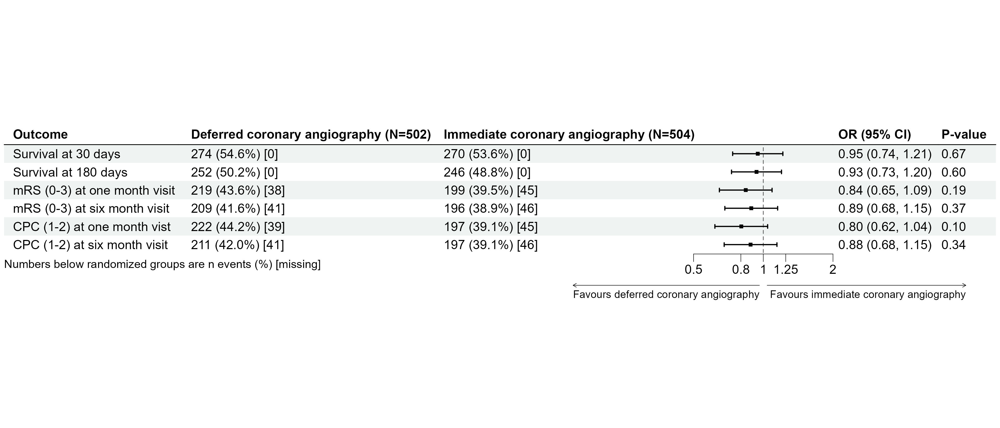 Outcome Deferred coronary angiography (N=502) Immediate coronary angiography (N=504) OR (95% CI) P-value
Survival at 30 days 274 (54.6%) [0] 270 (53.6%) [0] 0.95 (0.74, 1.21) 0.67
Survival at 180 days 252 (50.2%) [0] 246 (48.8%) [0] 0.93 (0.73, 1.20) 0.60
mRS (0-3) at one month visit 219 (43.6%) [38] 199 (39.5%) [45] 0.84 (0.65, 1.09) 0.19
mRS (0-3) at six month visit 209 (41.6%) [41] 196 (38.9%) [46] 0.89 (0.68, 1.15) 0.37
CPC (1-2) at one month vist 222 (44.2%) [39] 197 (39.1%) [45] 0.80 (0.62, 1.04) 0.10
CPC (1-2) at six month visit 211 (42.0%) [41] 197 (39.1%) [46] 0.88 (0.68, 1.15) 0.34
Numbers below randomized groups are n events (%) [missing]
0.5 0.8 1 1.25 2
Favours deferred coronary angiography Favours immediate coronary angiography